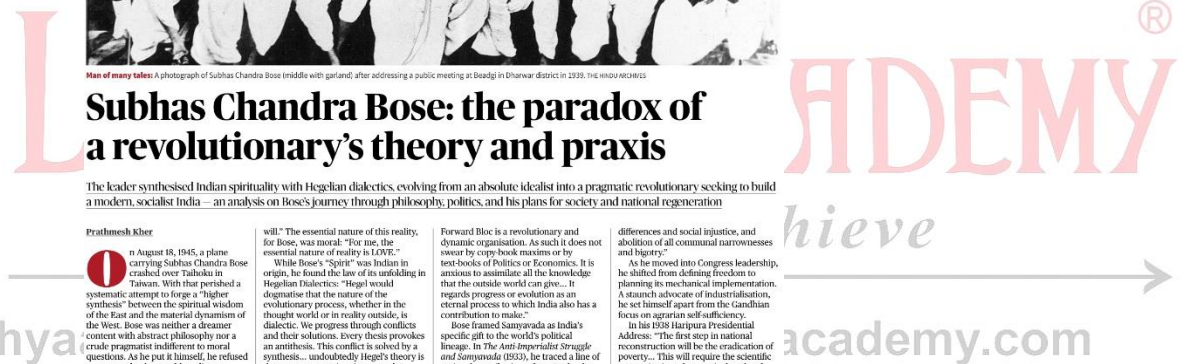 ®
L ADEMY
hieve
hya
academy.com
Man of many tales: A photograph of Subhas Chandra Bose (middle with garland) after addressing a public meeting at Beadgi in Dharwar district in 1939. THE HINDU ARCHIVES
Subhas Chandra Bose: the paradox of
a revolutionary's theory and praxis
The leader synthesised Indian spirituality with Hegelian dialectics, evolving from an absolute idealist into a pragmatic revolutionary seeking to build
a modern, socialist India — an analysis on Bose's journey through philosophy, politics, and his plans for society and national regeneration
Prathmesh Kher
On August 18, 1945, a plane
carrying Subhas Chandra Bose
crashed over Taihoku in
Taiwan. With that perished a
systematic attempt to forge a "higher
synthesis" between the spiritual wisdom
of the East and the material dynamism of
the West. Bose was neither a dreamer
content with abstract philosophy nor a
crude pragmatist indifferent to moral
questions. As he put it himself, he refused
will." The essential nature of this reality,
for Bose, was moral: "For me, the
essential nature of reality is LOVE."
While Bose's "Spirit" was Indian in
origin, he found the law of its unfolding in
Hegelian Dialectics: "Hegel would
dogmatise that the nature of the
evolutionary process, whether in the
thought world or in reality outside, is
dialectic. We progress through conflicts
and their solutions. Every thesis provokes
an antithesis. This conflict is solved by a
synthesis... undoubtedly Hegel's theory is
Forward Bloc is a revolutionary and
dynamic organisation. As such it does not
swear by copy-book maxims or by
text-books of Politics or Economics. It is
anxious to assimilate all the knowledge
that the outside world can give... It
regards progress or evolution as an
eternal process to which India also has a
contribution to make."
Bose framed Samyavada as India's
specific gift to the world's political
lineage. In The Anti-Imperialist Struggle
and Samyavada (1933), he traced a line of
differences and social injustice, and
abolition of all communal narrowness
and bigotry."
As he moved into Congress leadership,
he shifted from defining freedom to
planning its mechanical implementation.
A staunch advocate of industrialisation,
he set himself apart from the Gandhian
focus on agrarian self-sufficiency.
In his 1938 Haripura Presidential
Address: "The first step in national
reconstruction will be the eradication of
poverty... This will require the scientific